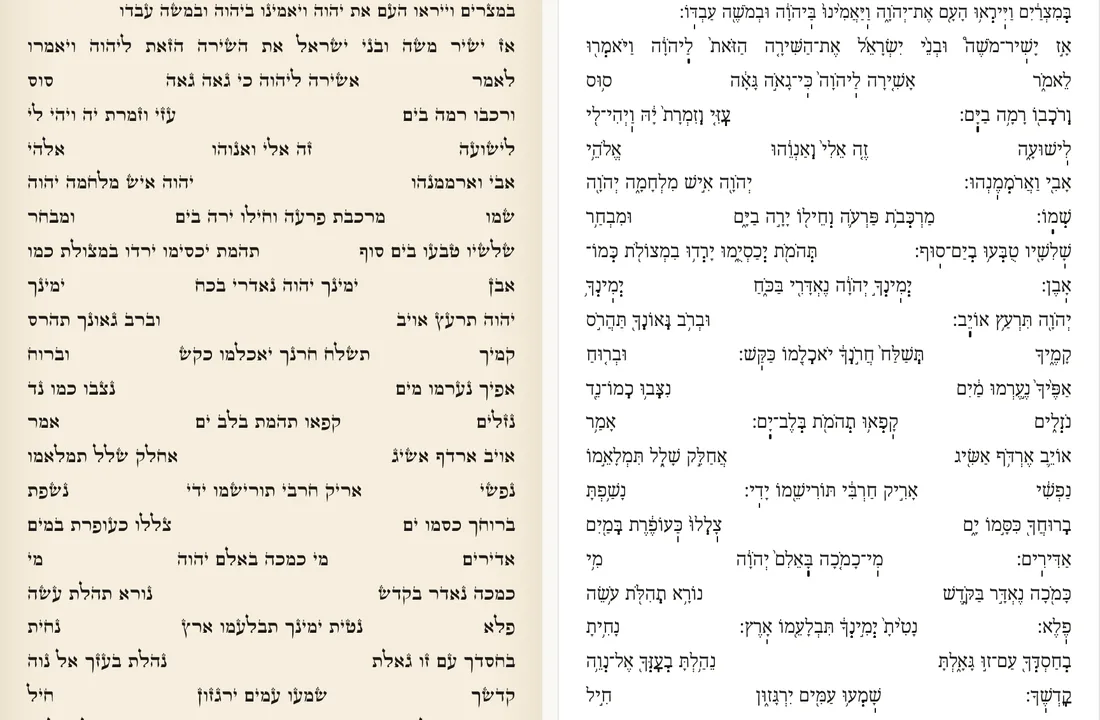 בְּמִצְרַ֔יִם וַיִּֽירְא֥וּ הָעָ֖ם אֶת־יְהֹוָ֑ה וַיַּֽאֲמִ֙ינוּ֙ בַּֽיהֹוָ֔ה וּבְמֹשֶׁ֖ה עַבְדּֽוֹ׃
אָ֣ז יָשִֽׁיר־מֹשֶׁה֩ וּבְנֵ֨י יִשְׂרָאֵ֜ל אֶת־הַשִּׁירָ֤ה הַזֹּאת֙ לַֽיהֹוָ֔ה וַיֹּאמְר֖וּ
לֵאמֹ֑ר אָשִׁ֤ירָה לַֽיהֹוָה֙ כִּֽי־גָאֹ֣ה גָּאָ֔ה ס֥וּס
וְרֹכְב֖וֹ רָמָ֥ה בַיָּֽם׃ עׇזִּ֤י וְזִמְרָת֙ יָ֔הּ וַֽיְהִי־לִ֖י
לִֽישׁוּעָ֑ה זֶ֤ה אֵלִי֙ וְאַנְוֵ֔הוּ אֱלֹהֵ֥י
אָבִ֖י וַאֲרֹמְמֶֽנְהוּ׃ יְהֹוָ֖ה אִ֣ישׁ מִלְחָמָ֑ה יְהֹוָ֖ה
שְׁמֽוֹ׃ מַרְכְּבֹ֥ת פַּרְעֹ֛ה וְחֵיל֖וֹ יָרָ֣ה בַיָּ֑ם וּמִבְחַ֥ר
שָֽׁלִשָׁ֖יו טֻבְּע֥וּ בְיַם־סֽוּף׃ תְּהֹמֹ֖ת יְכַסְיֻ֑מוּ יָרְד֥וּ בִמְצוֹלֹ֖ת כְּמוֹ־
אָֽבֶן׃ יְמִֽינְךָ֣ יְהֹוָ֔ה נֶאְדָּרִ֖י בַּכֹּ֑חַ יְמִֽינְךָ֥
יְהֹוָ֖ה תִּרְעַ֥ץ אוֹיֵֽב׃ וּבְרֹ֥ב גְּאוֹנְךָ֖ תַּהֲרֹ֣ס
קָמֶ֑יךָ תְּשַׁלַּח֙ חֲרֹ֣נְךָ֔ יֹאכְלֵ֖מוֹ כַּקַּֽשׁ׃ וּבְר֤וּחַ
אַפֶּ֙יךָ֙ נֶ֣עֶרְמוּ מַ֔יִם נִצְּב֥וּ כְמוֹ־נֵ֖ד
נֹזְלִ֑ים קָֽפְא֥וּ תְהֹמֹ֖ת בְּלֶב־יָֽם׃ אָמַ֥ר
אוֹיֵ֛ב אֶרְדֹּ֥ף אַשִּׂ֖יג אֲחַלֵּ֣ק שָׁלָ֑ל תִּמְלָאֵ֣מוֹ
נַפְשִׁ֔י אָרִ֣יק חַרְבִּ֔י תּוֹרִישֵׁ֖מוֹ יָדִֽי׃ נָשַׁ֥פְתָּ
בְרוּחֲךָ֖ כִּסָּ֣מוֹ יָ֑ם צָֽלְלוּ֙ כַּֽעוֹפֶ֔רֶת בְּמַ֖יִם
אַדִּירִֽים׃ מִֽי־כָמֹ֤כָה בָּֽאֵלִם֙ יְהֹוָ֔ה מִ֥י
כָּמֹ֖כָה נֶאְדָּ֣ר בַּקֹּ֑דֶשׁ נוֹרָ֥א תְהִלֹּ֖ת עֹ֥שֵׂה
פֶֽלֶא׃ נָטִ֙יתָ֙ יְמִ֣ינְךָ֔ תִּבְלָעֵ֖מוֹ אָֽרֶץ׃ נָחִ֥יתָ
בְחַסְדְּךָ֖ עַם־ז֣וּ גָּאָ֑לְתָּ נֵהַ֥לְתָּ בְעׇזְּךָ֖ אֶל־נְוֵ֥ה
קׇדְשֶֽׁךָ׃ שָֽׁמְע֥וּ עַמִּ֖ים יִרְגָּז֑וּן חִ֣יל
במצרים וייראו העם את יהוה ויאמינו ביהוה ובמשה עבדו
אז ישיר משה ובני ישראל את השירה הזאת ליהוה ויאמרו
לאמר אשירה ליהוה כי גאה גאה סוס
ורכבו רמה בים עזי וזמרת יה ויהי לי
לישועה זה אלי ואנוהו אלהי
אבי וארממנהו יהוה איש מלחמה יהוה
שמו מרכבת פרעה וחילו ירה בים ומבחר
שלשיו טבעו בים סוף תהמת יכסימו ירדו במצולת כמו
אבן ימינך יהוה נאדרי בכח ימינך
יהוה תרעץ אויב וברב גאונך תהרס
קמיך תשלח חרנך יאכלמו כקש וברוח
אפיך נערמו מים נצבו כמו נד
נזלים קפאו תהמת בלב ים אמר
אויב ארדף אשיג אחלק שלל תמלאמו
נפשי אריק חרבי תורישמו ידי נשפת
ברוחך כסמו ים צללו כעופרת במים
אדירים מי כמכה באלם יהוה מי
כמכה נאדר בקדש נורא תהלת עשה
פלא נטית ימינך תבלעמו ארץ נחית
בחסדך עם זו גאלת נהלת בעזך אל נוה
קדשך שמעו עמים ירגזון חיל